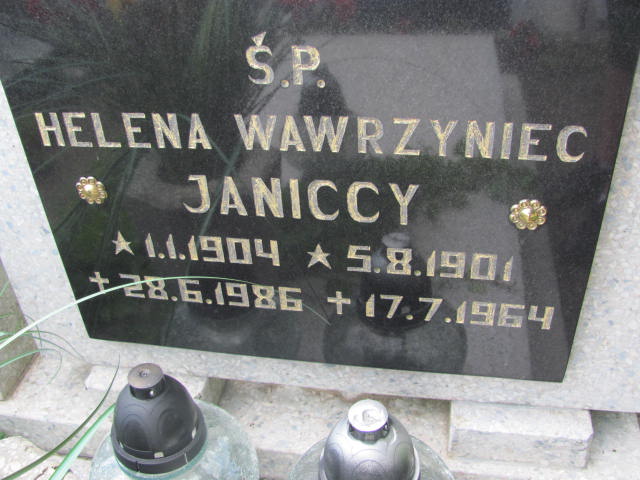 Ś.P.
HELENA WAWRZYNIEC
JANICCY
★ 1.1.1904 ★ 5.8.1901
+ 28.6.1986 + 17.7.1964